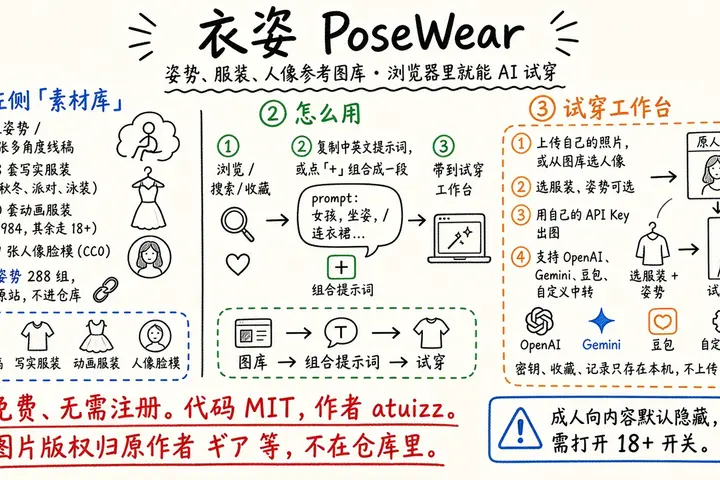 衣姿 PoseWear
姿势、服装、人像参考图库・浏览器里就能 AI 试穿
侧「素材库」
姿势 /
张多角度线稿
套写实服装
秋冬、派对、泳装)
套动画服装
984, 其余走 18+)
张人像脸模 (CC0)
姿势 288 组,
源站, 不进仓库
写实服装
动画服装
人像脸模
② 怎么用
①
浏览 /
搜索/收藏
② 复制中英文提示词,
或点「+」组合成一段
prompt:
女孩, 坐姿, /
连衣裙...
+
组合提示词
③
带到试穿
工作台
T
图库 → 组合提示词 → 试穿
③ 试穿工作台
① 上传自己的照片,
或从图库选人像
② 选服装、姿势可选
③ 用自己的 API Key
出图
④ 支持 OpenAI、
Gemini、豆包、
自定义中转
原人
选服装 +
姿势
试
OpenAI
Gemini
豆包
自定
密钥、收藏、记录只存在本机, 不上传
免费、无需注册。代码 MIT, 作者 atuizz。
图片版权归原作者 ギア 等, 不在仓库里。
成人向内容默认隐藏,
需打开 18+ 开关。